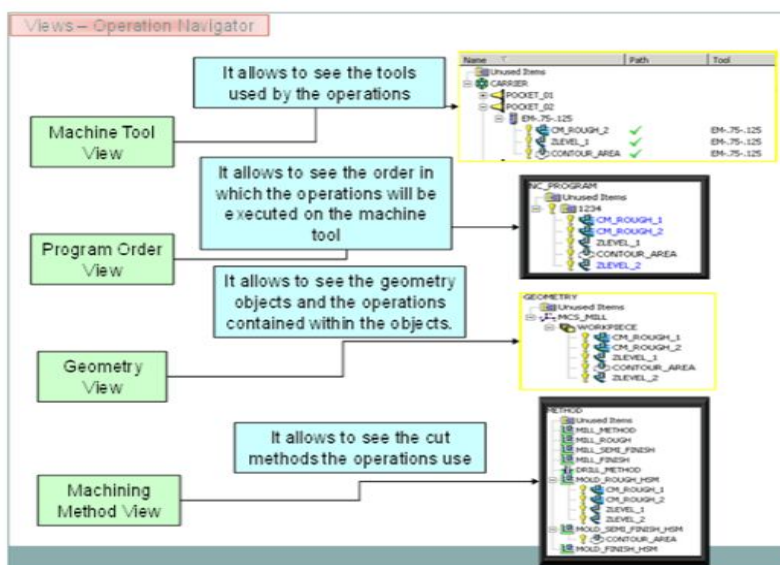 Views – Operation Navigator
It allows to see the tools
used by the operations
Machine Tool
View
Name Path Tool
Unused Items
CARRIER
POCKET_01
POCKET_02
EM-.75-.125
CM_ROUGH_2 EM-.75-.125
ZLEVEL_1 EM-.75-.125
CONTOUR_AREA EM-.75-.125
It allows to see the order in
which the operations will be
executed on the machine
tool
Program Order
View
NC_PROGRAM
Unused Items
1234
CM_ROUGH_1
CM_ROUGH_2
ZLEVEL_1
CONTOUR_AREA
ZLEVEL_2
It allows to see the geometry
objects and the operations
contained within the objects.
Geometry
View
GEOMETRY
Unused Items
MCS_MILL
WORKPIECE
CM_ROUGH_1
CM_ROUGH_2
ZLEVEL_1
CONTOUR_AREA
ZLEVEL_2
It allows to see the cut
methods the operations use
Machining
Method View
METHOD
Unused Items
MILL_METHOD
MILL_ROUGH
MILL_SEMI_FINISH
MILL_FINISH
DRILL_METHOD
MOLD_ROUGH_HSM
CM_ROUGH_1
CM_ROUGH_2
ZLEVEL_1
ZLEVEL_2
MOLD_SEMI_FINISH_HSM
CONTOUR_AREA
MOLD_FINISH_HSM